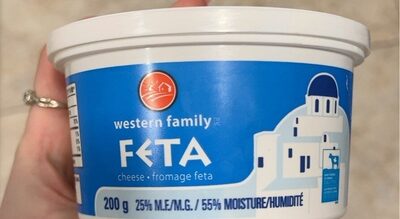 western family
FETA
cheese • fromage feta
200 g 25% M.F./M.G. / 55% MOISTURE/HUMIDITÉ